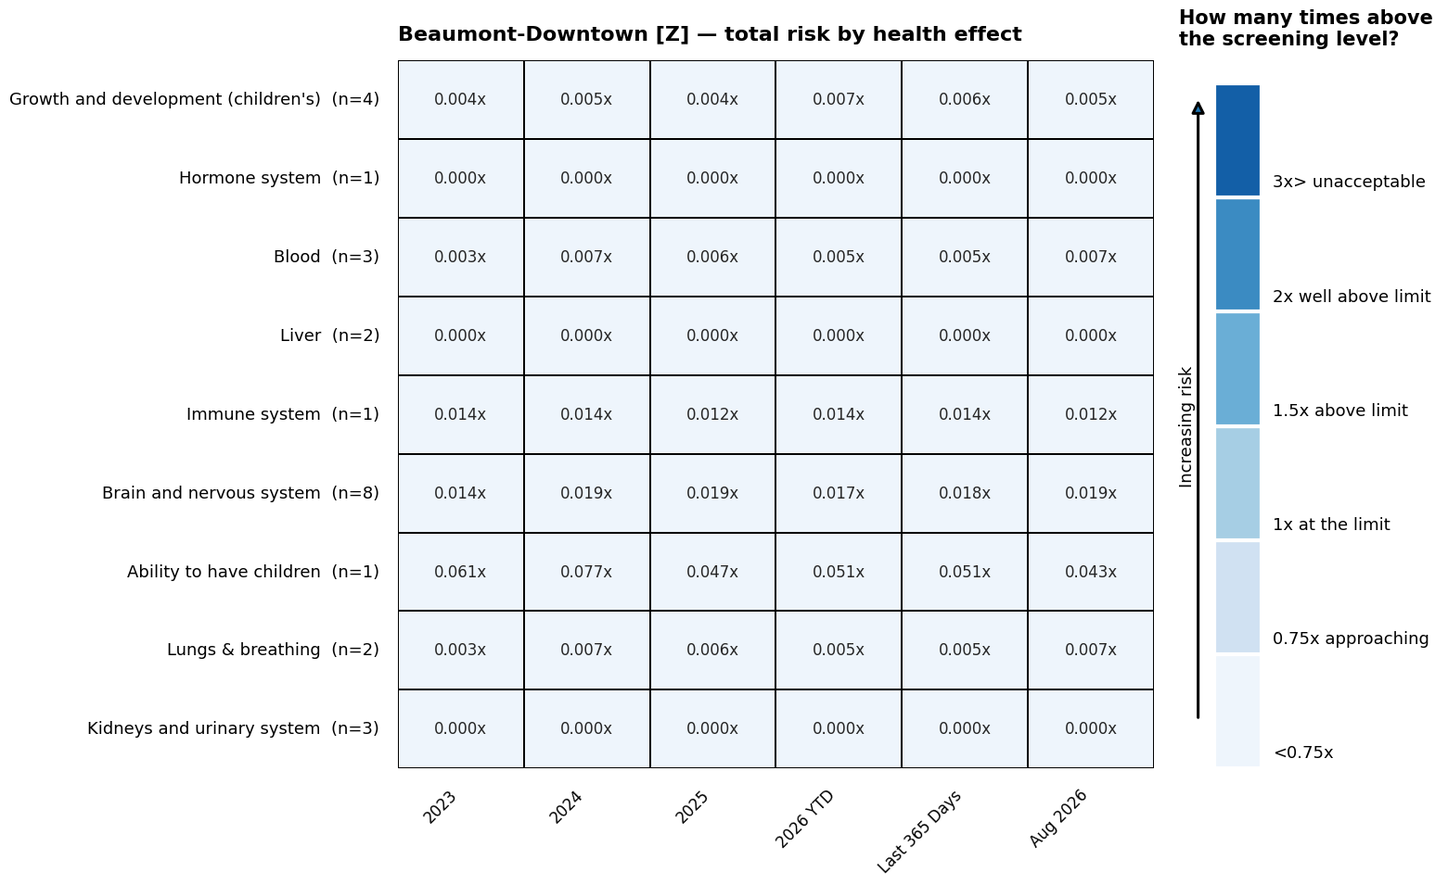 How many times above
the screening level?
Beaumont-Downtown [Z] — total risk by health effect
Growth and development (children's) (n=4) 0.004x 0.005x 0.004x 0.007x 0.006x 0.005x
Hormone system (n=1) 0.000x 0.000x 0.000x 0.000x 0.000x 0.000x
Blood (n=3) 0.003x 0.007x 0.006x 0.005x 0.005x 0.007x
Liver (n=2) 0.000x 0.000x 0.000x 0.000x 0.000x 0.000x
Immune system (n=1) 0.014x 0.014x 0.012x 0.014x 0.014x 0.012x
Brain and nervous system (n=8) 0.014x 0.019x 0.019x 0.017x 0.018x 0.019x
Ability to have children (n=1) 0.061x 0.077x 0.047x 0.051x 0.051x 0.043x
Lungs & breathing (n=2) 0.003x 0.007x 0.006x 0.005x 0.005x 0.007x
Kidneys and urinary system (n=3) 0.000x 0.000x 0.000x 0.000x 0.000x 0.000x
2023 2024 2025 2026 YTD Last 365 Days Aug 2026
Increasing risk
3x> unacceptable
2x well above limit
1.5x above limit
1x at the limit
0.75x approaching
<0.75x